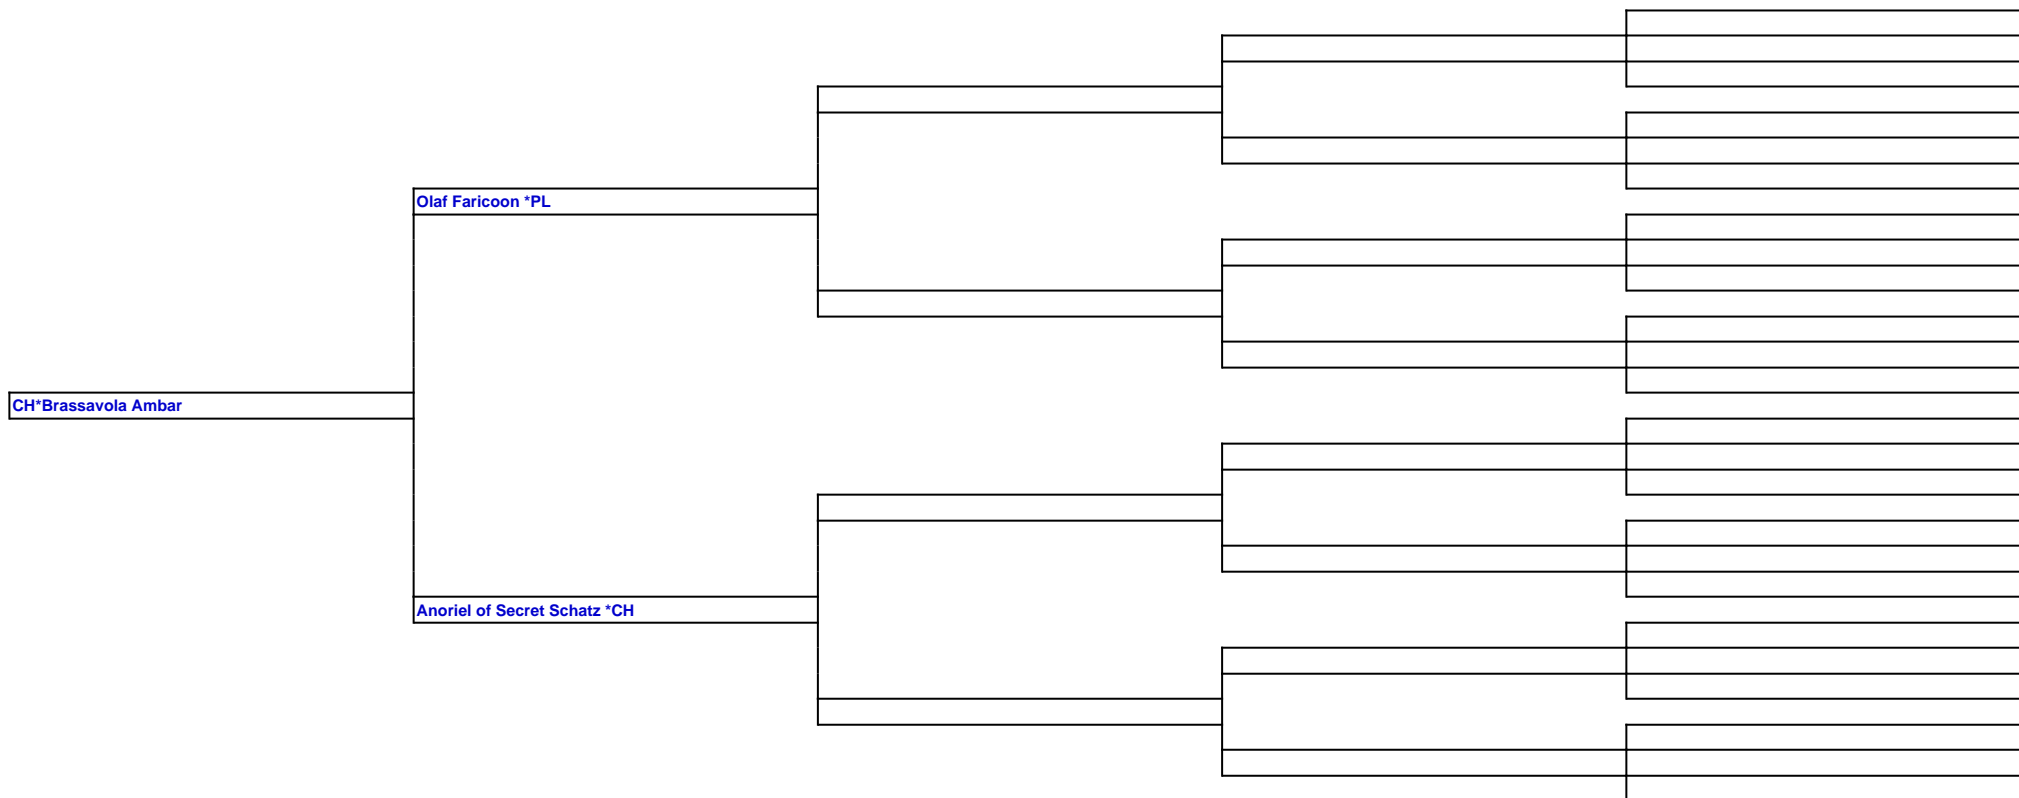 Olaf Faricoon *PL
CH*Brassavola Ambar
Anoriel of Secret Schatz *CH